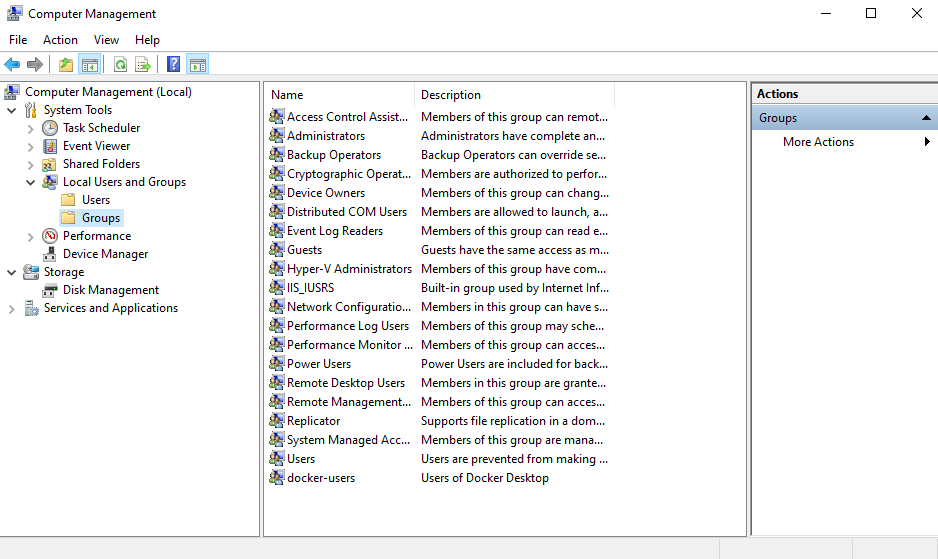 Computer Management
File Action View Help
Computer Management (Local)
System Tools
Task Scheduler
Event Viewer
Shared Folders
Local Users and Groups
Users
Groups
Performance
Device Manager
Storage
Disk Management
Services and Applications
Name Description
Access Control Assist... Members of this group can remot...
Administrators Administrators have complete an...
Backup Operators Backup Operators can override se...
Cryptographic Operat... Members are authorized to perfor...
Device Owners Members of this group can chang...
Distributed COM Users Members are allowed to launch, a...
Event Log Readers Members of this group can read e...
Guests Guests have the same access as m...
Hyper-V Administrators Members of this group have com...
IIS_IUSRS Built-in group used by Internet Inf...
Network Configuratio... Members in this group can have s...
Performance Log Users Members of this group may sche...
Performance Monitor ... Members of this group can acces...
Power Users Power Users are included for back...
Remote Desktop Users Members in this group are grante...
Remote Management... Members of this group can acces...
Replicator Supports file replication in a dom...
System Managed Acc... Members of this group are mana...
Users Users are prevented from making ...
docker-users Users of Docker Desktop
Actions
Groups
More Actions